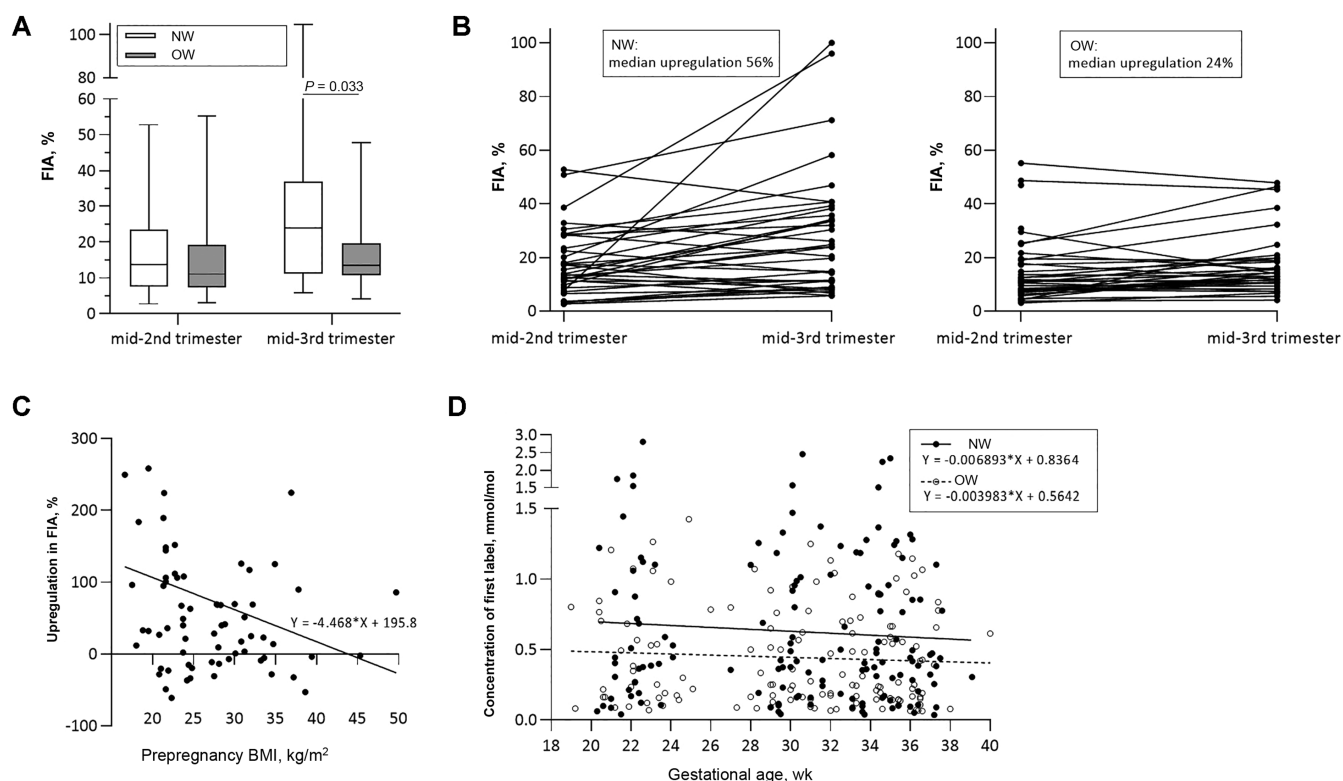 A
FIA, %
100
80
60
50
40
30
20
10
0
NW
OW
P = 0.033
mid-2nd trimester
mid-3rd trimester
B
FIA, %
100
80
60
40
20
0
NW:
median upregulation 56%
mid-2nd trimester
mid-3rd trimester
FIA, %
100
80
60
40
20
0
OW:
median upregulation 24%
mid-2nd trimester
mid-3rd trimester
C
Upregulation in FIA, %
300
200
100
0
-100
Y = -4.468*X + 195.8
20 25 30 35 40 45 50
Prepregnancy BMI, kg/m2
D
Concentration of first label, mmol/mol
3.0
2.5
2.0
1.5
1.5
1.0
0.5
0.0
NW
Y = -0.006893*X + 0.8364
OW
Y = -0.003983*X + 0.5642
18 20 22 24 26 28 30 32 34 36 38 40
Gestational age, wk